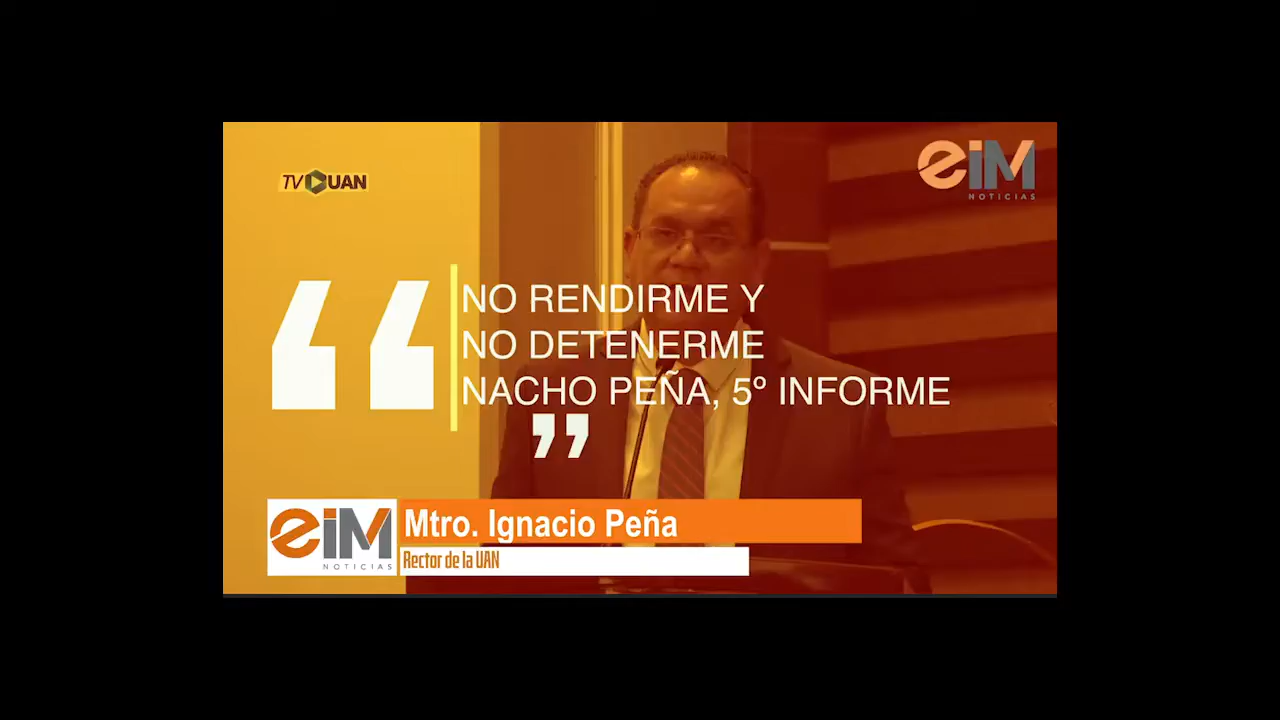 TV UAN
eiM
NOTICIAS
“
NO RENDIRME Y
NO DETENERME
NACHO PEÑA, 5º INFORME
”
eiM
NOTICIAS
Mtro. Ignacio Peña
Rector de la UAN